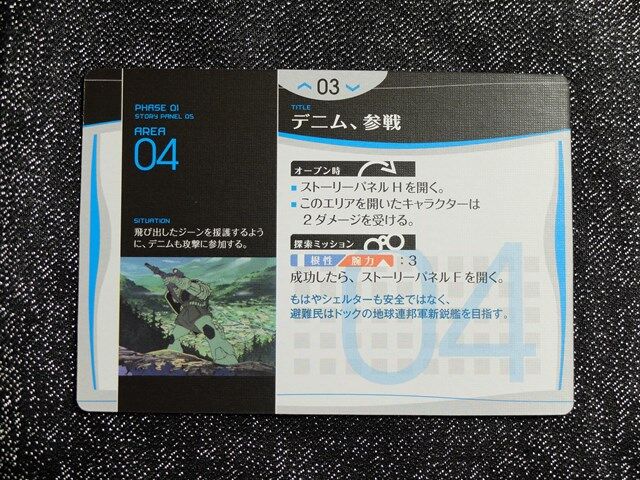 PHASE 01
STORY PANEL 05
AREA
04
SITUATION
飛び出したジーンを援護するよう
に、デニムも攻撃に参加する。
03
TITLE
デニム、参戦
オープン時
■ ストーリーパネルHを開く。
■ このエリアを開いたキャラクターは
2ダメージを受ける。
探索ミッション
根性 腕力 :3
成功したら、ストーリーパネルFを開く。
もはやシェルターも安全ではなく、
避難民はドックの地球連邦軍新鋭艦を目指す。
04